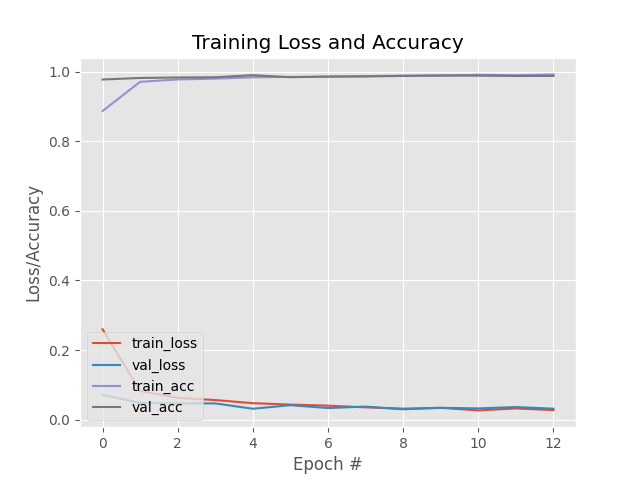 Training Loss and Accuracy
1.0
0.8
0.6
0.4
0.2
0.0
Loss/Accuracy
train_loss
val_loss
train_acc
val_acc
0 2 4 6 8 10 12
Epoch #